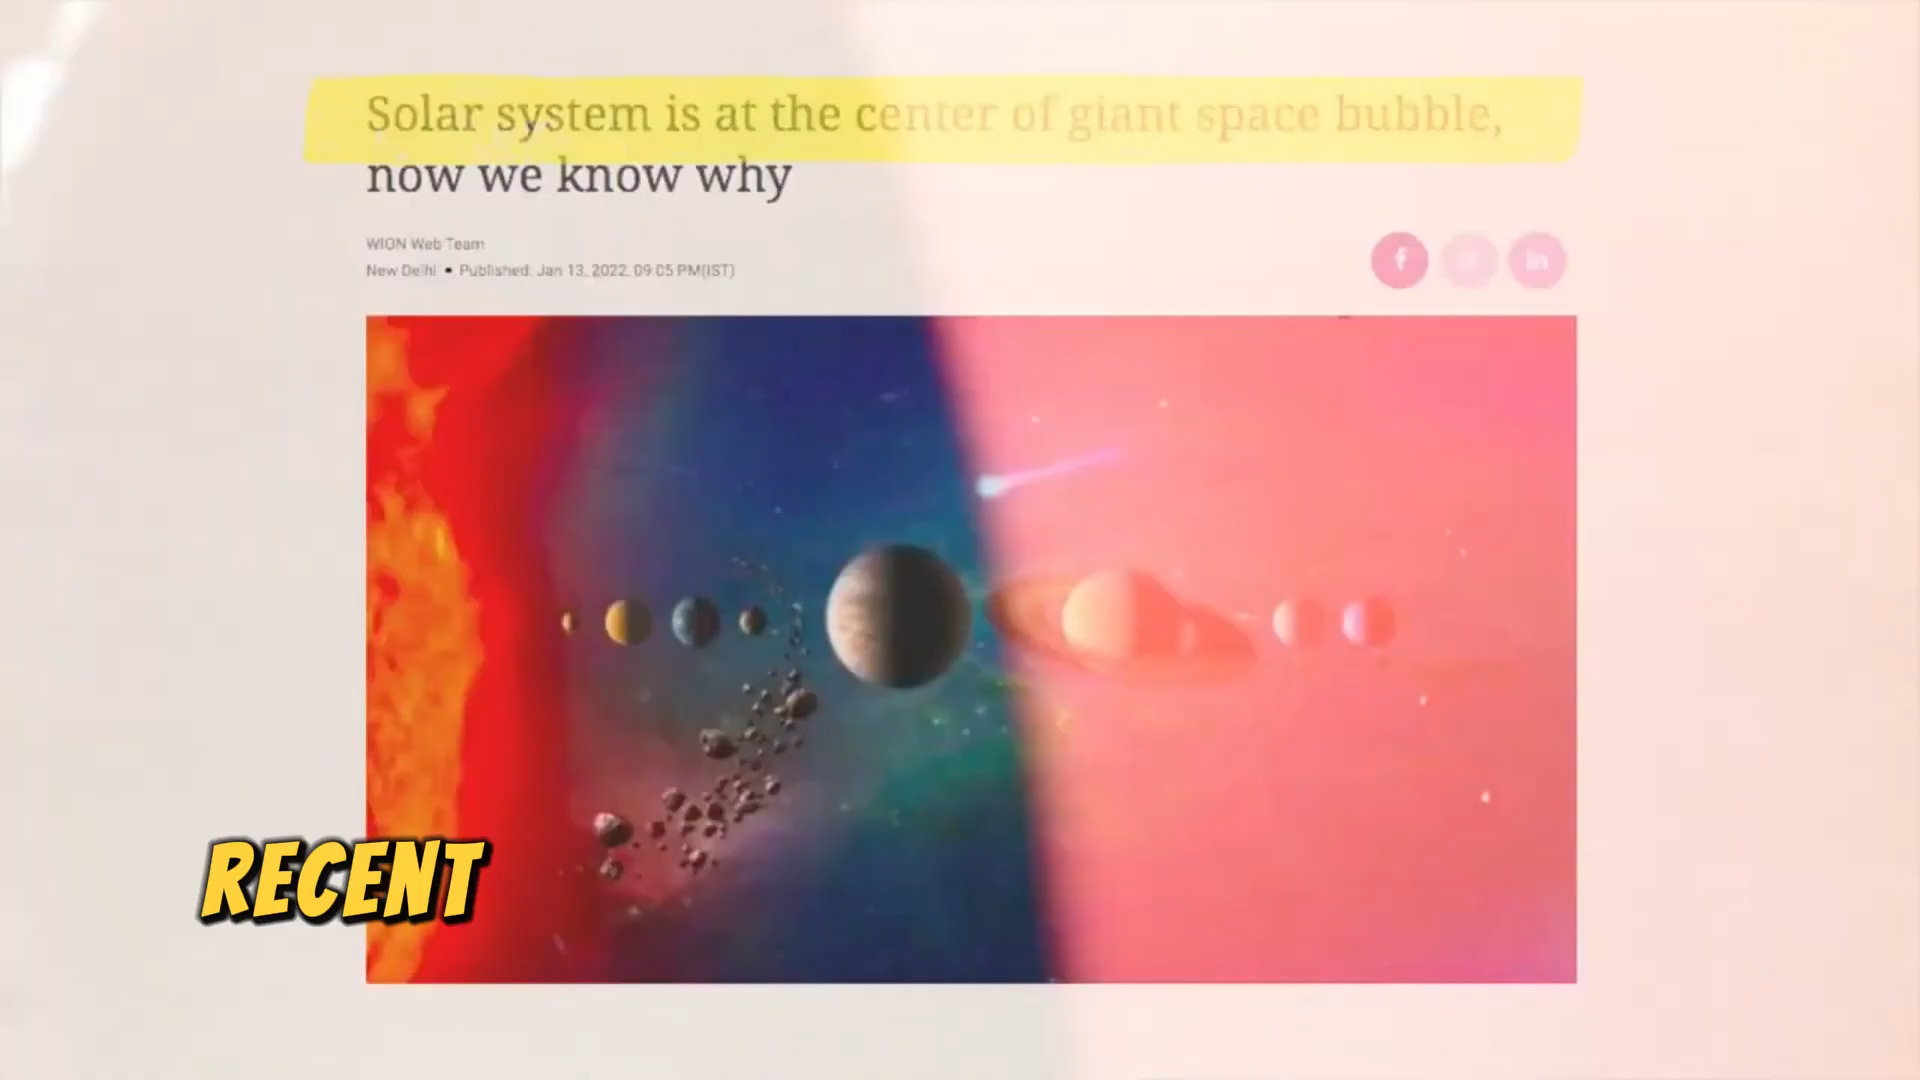 Solar system is at the center of giant space bubble,
now we know why
WION Web Team
New Delhi • Published: Jan 13, 2022, 09:05 PM(IST)
f in
RECENT